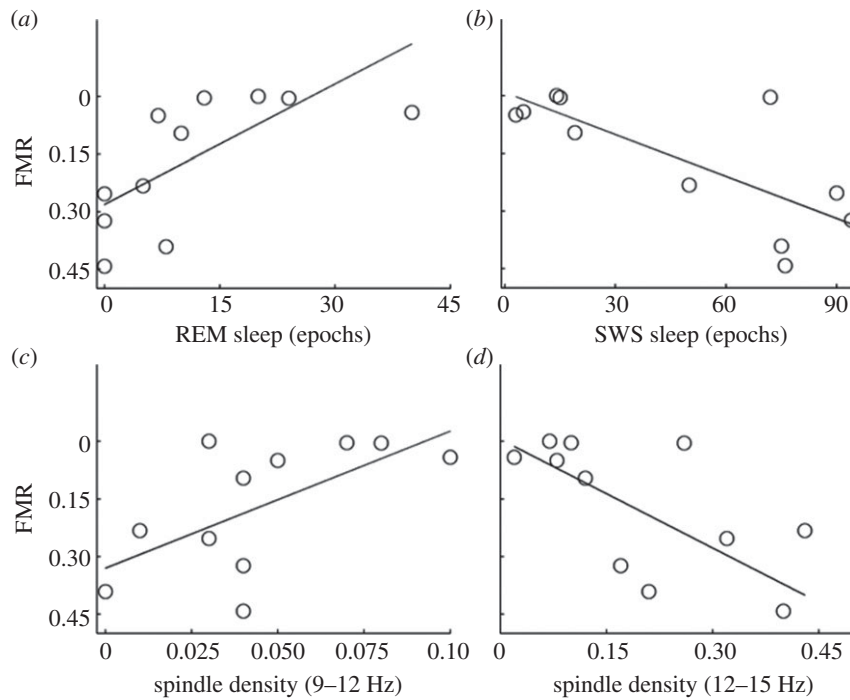 (a)
(b)
FMR
0
0.15
0.30
0.45
0 15 30 45
0 30 60 90
REM sleep (epochs)
SWS sleep (epochs)
(c)
(d)
FMR
0
0.15
0.30
0.45
0 0.025 0.050 0.075 0.10
0 0.15 0.30 0.45
spindle density (9–12 Hz)
spindle density (12–15 Hz)